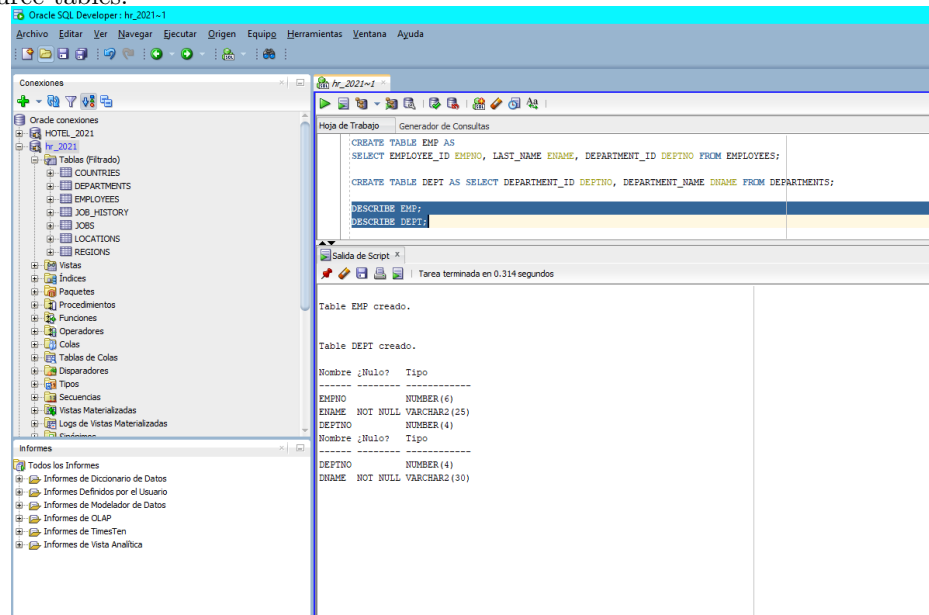 urce tables.
Oracle SQL Developer : hr_2021~1
Archivo Editar Ver Navegar Ejecutar Origen Equipo Herramientas Ventana Ayuda
Conexiones
Oracle conexiones
HOTEL_2021
hr_2021
Tablas (Filtrado)
COUNTRIES
DEPARTMENTS
EMPLOYEES
JOB_HISTORY
JOBS
LOCATIONS
REGIONS
Vistas
Índices
Paquetes
Procedimientos
Funciones
Operadores
Colas
Tablas de Colas
Disparadores
Tipos
Secuencias
Vistas Materializadas
Logs de Vistas Materializadas
Sinónimos
Informes
Todos los Informes
Informes de Diccionario de Datos
Informes Definidos por el Usuario
Informes de Modelador de Datos
Informes de OLAP
Informes de TimesTen
Informes de Vista Analítica
hr_2021~1
Hoja de Trabajo Generador de Consultas
CREATE TABLE EMP AS
SELECT EMPLOYEE_ID EMPNO, LAST_NAME ENAME, DEPARTMENT_ID DEPTNO FROM EMPLOYEES;
CREATE TABLE DEPT AS SELECT DEPARTMENT_ID DEPTNO, DEPARTMENT_NAME DNAME FROM DEPARTMENTS;
DESCRIBE EMP;
DESCRIBE DEPT;
Salida de Script
Tarea terminada en 0.314 segundos
Table EMP creado.
Table DEPT creado.
Nombre ¿Nulo? Tipo
------ -------- ------------
EMPNO NUMBER(6)
ENAME NOT NULL VARCHAR2(25)
DEPTNO NUMBER(4)
Nombre ¿Nulo? Tipo
------ -------- ------------
DEPTNO NUMBER(4)
DNAME NOT NULL VARCHAR2(30)